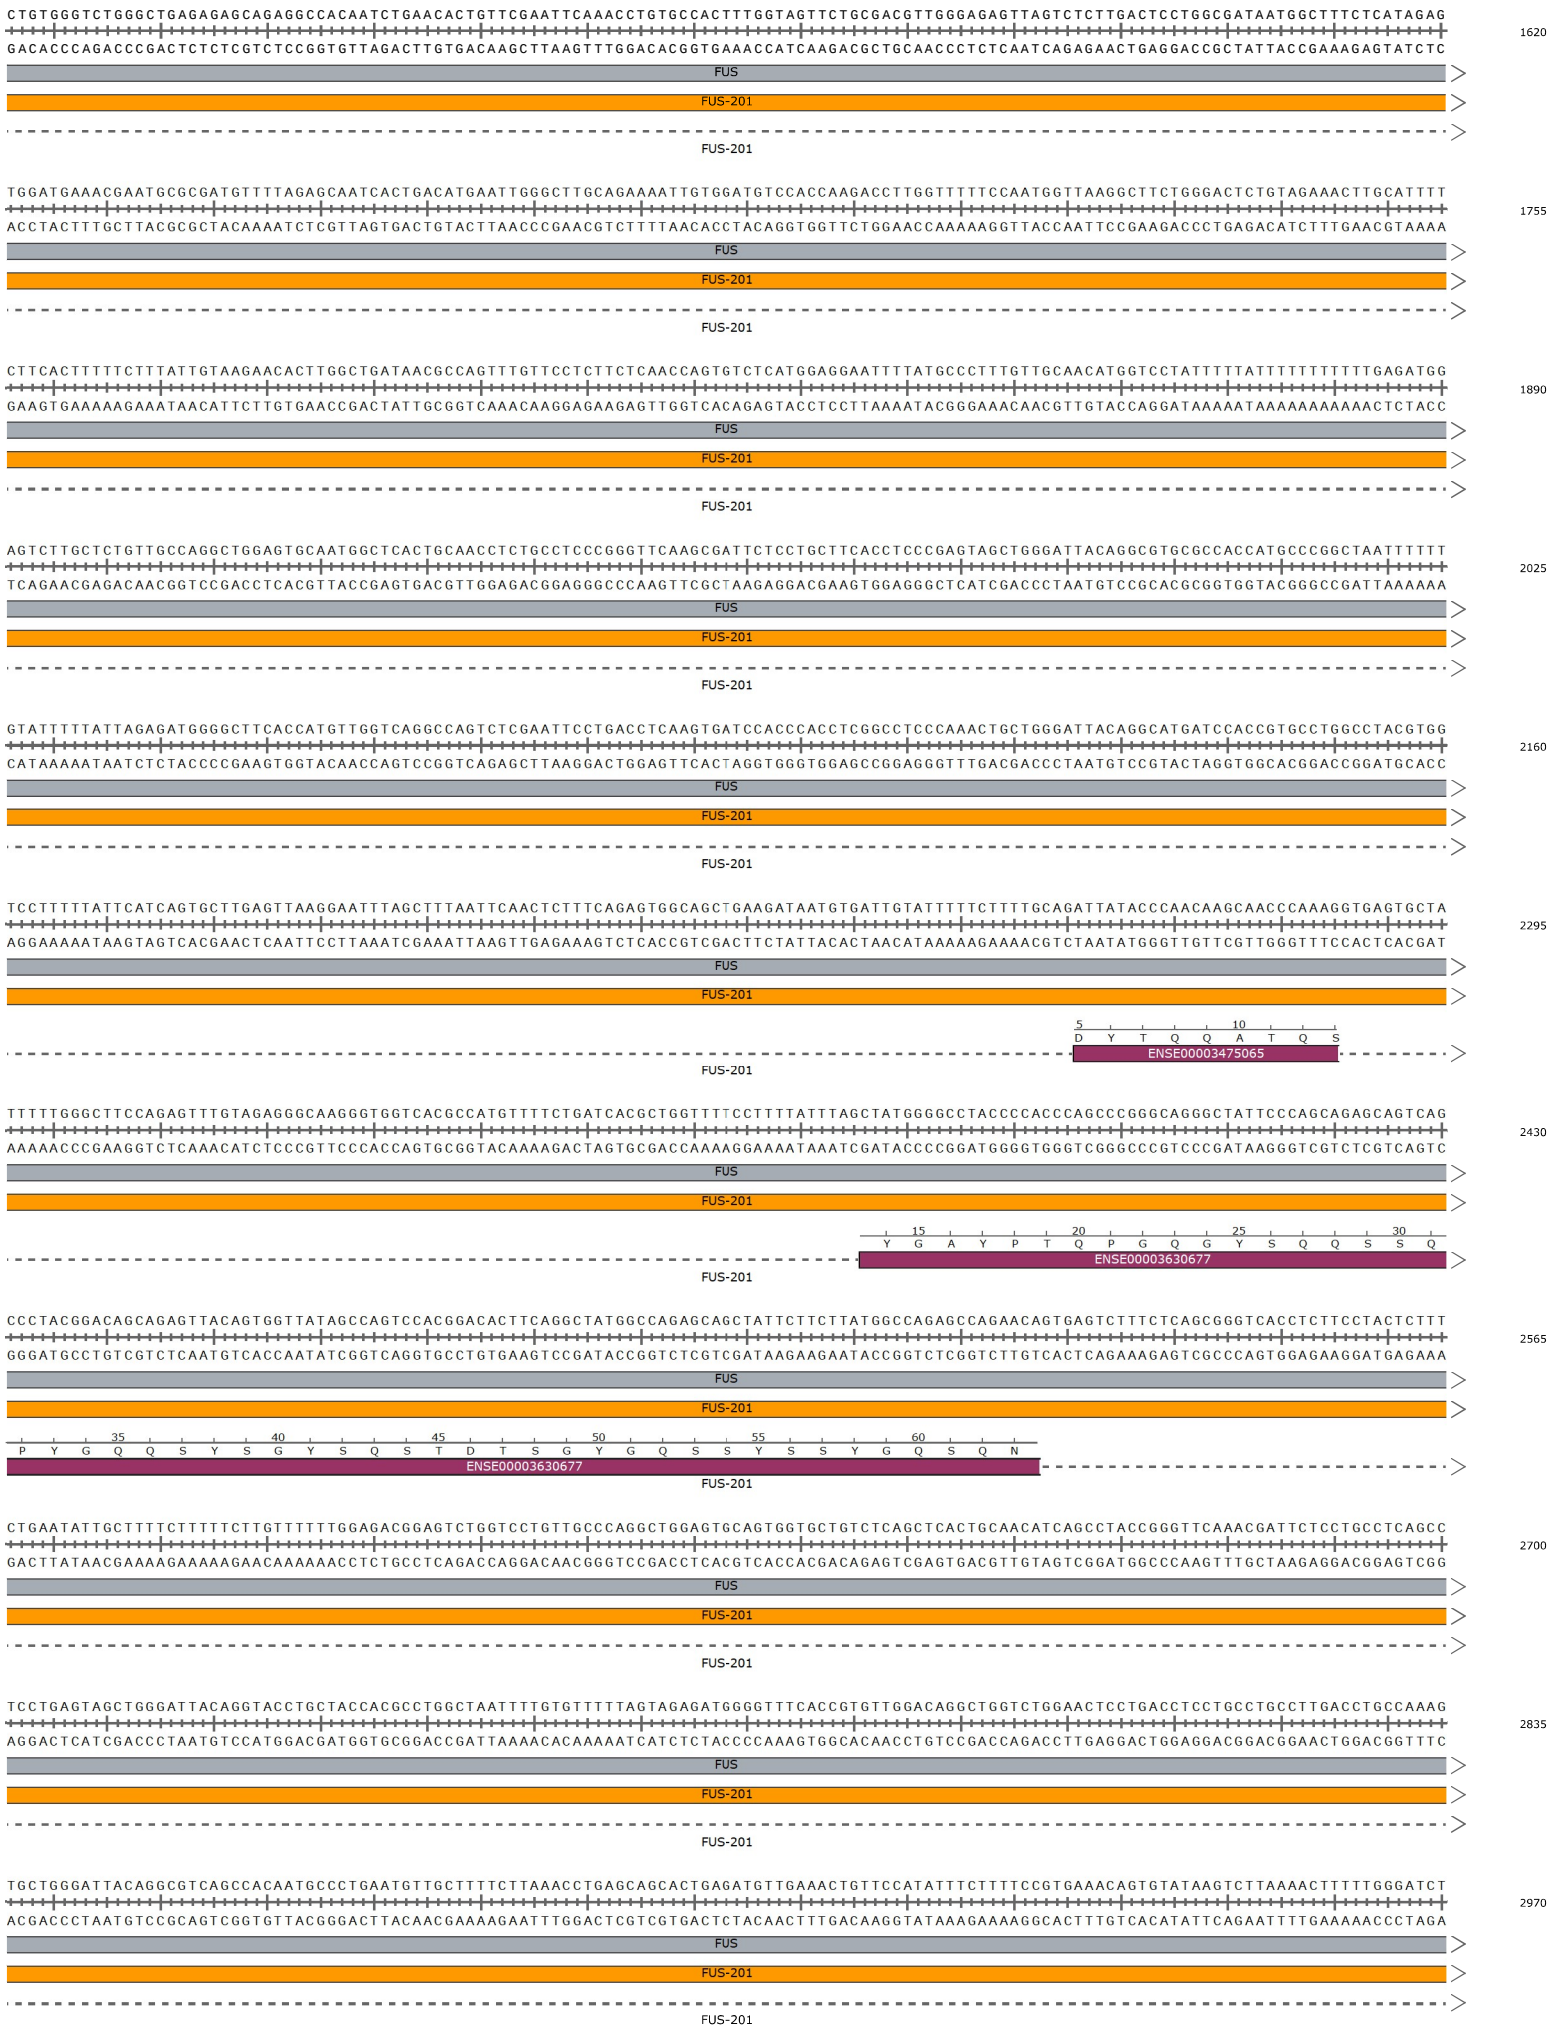 CTGTGGGTCTGGGCTGAGAGAGCAGAGGCCACAATCTGAACACTGTTCGAATTCAAACCTGTGCCACTTTGGTAGTTCTGCGACGTTGGGAGAGTTAGTCTCTTGACTCCTGGCGATAATGGCTTTCTCATAGAG
1620
GACACCCAGACCCGACTCTCTCGTCTCCGGTGTTAGACTTGTGACAAGCTTAAGTTTGGACACGGTGAAACCATCAAGACGCTGCAACCCTCTCAATCAGAGAACTGAGGACCGCTATTACCGAAAGAGTATCTC
FUS
FUS-201
FUS-201
TGGATGAAACGAATGCGCGATGTTTTAGAGCAATCACTGACATGAATTGGGCTTGCAGAAAATTGTGGATGTCCACCAAGACCTTGGTTTTTCCAATGGTTAAGGCTTCTGGGACTCTGTAGAAACTTGCATTTT
1755
ACCTACTTTGCTTACGCGCTACAAAATCTCGTTAGTGACTGTACTTAACCCGAACGTCTTTTAACACCTACAGGTGGTTCTGGAACCAAAAAGGTTACCAATTCCGAAGACCCTGAGACATCTTTGAACGTAAAA
FUS
FUS-201
FUS-201
CTTCACTTTTTCTTTATTGTAAGAACACTTGGCTGATAACGCCAGTTTGTTCCTCTTCTCAACCAGTGTCTCATGGAGGAATTTTATGCCCTTTGTTGCAACATGGTCCTATTTTTATTTTTTTTTTTGAGATGG
1890
GAAGTGAAAAAGAAATAACATTCTTGTGAACCGACTATTGCGGTCAAACAAGGAGAAGAGTTGGTCACAGAGTACCTCCTTAAAATACGGGAAACAACGTTGTACCAGGATAAAAATAAAAAAAAAAACTCTACC
FUS
FUS-201
FUS-201
AGTCTTGCTCTGTTGCCAGGCTGGAGTGCAATGGCTCACTGCAACCTCTGCCTCCCGGGTTCAAGCGATTCTCCTGCTTCACCTCCCGAGTAGCTGGGATTACAGGCGTGCGCCACCATGCCCGGCTAATTTTTT
2025
TCAGAACGAGACAACGGTCCGACCTCACGTTACCGAGTGACGTTGGAGACGGAGGGCCCAAGTTCGCTAAGAGGACGAAGTGGAGGGCTCATCGACCCTAATGTCCGCACGCGGTGGTACGGGCCGATTAAAAAA
FUS
FUS-201
FUS-201
GTATTTTTATTAGAGATGGGGCTTCACCATGTTGGTCAGGCCAGTCTCGAATTCCTGACCTCAAGTGATCCACCCACCTCGGCCTCCCAAACTGCTGGGATTACAGGCATGATCCACCGTGCCTGGCCTACGTGG
2160
CATAAAAATAATCTCTACCCCGAAGTGGTACAACCAGTCCGGTCAGAGCTTAAGGACTGGAGTTCACTAGGTGGGTGGAGCCGGAGGGTTTGACGACCCTAATGTCCGTACTAGGTGGCACGGACCGGATGCACC
FUS
FUS-201
FUS-201
TCCTTTTTATTCATCAGTGCTTGAGTTAAGGAATTTAGCTTTAATTCAACTCTTTCAGAGTGGCAGCTGAAGATAATGTGATTGTATTTTTCTTTTGCAGATTATACCCAACAAGCAACCCAAAGGTGAGTGCTA
2295
AGGAAAAATAAGTAGTCACGAACTCAATTCCTTAAATCGAAATTAAGTTGAGAAAGTCTCACCGTCGACTTCTATTACACTAACATAAAAAGAAAACGTCTAATATGGGTTGTTCGTTGGGTTTCCACTCACGAT
FUS
FUS-201
5 10
D Y T Q Q A T Q S
ENSE00003475065
FUS-201
TTTTTGGGCTTCCAGAGTTTGTAGAGGGCAAGGGTGGTCACGCCATGTTTTCTGATCACGCTGGTTTTCCTTTTATTTAGCTATGGGGCCTACCCCACCCAGCCCGGGCAGGGCTATTCCCAGCAGAGCAGTCAG
2430
AAAAACCCGAAGGTCTCAAACATCTCCCGTTCCCACCAGTGCGGTACAAAAGACTAGTGCGACCAAAAGGAAAATAAATCGATACCCCGGATGGGGTGGGTCGGGCCCGTCCCGATAAGGGTCGTCTCGTCAGTC
FUS
FUS-201
15 20 25 30
Y G A Y P T Q P G Q G Y S Q Q S S Q
ENSE00003630677
FUS-201
CCCTACGGACAGCAGAGTTACAGTGGTTATAGCCAGTCCACGGACACTTCAGGCTATGGCCAGAGCAGCTATTCTTCTTATGGCCAGAGCCAGAACAGTGAGTCTTTCTCAGCGGGTCACCTCTTCCTACTCTTT
2565
GGGATGCCTGTCGTCTCAATGTCACCAATATCGGTCAGGTGCCTGTGAAGTCCGATACCGGTCTCGTCGATAAGAAGAATACCGGTCTCGGTCTTGTCACTCAGAAAGAGTCGCCCAGTGGAGAAGGATGAGAAA
FUS
FUS-201
35 40 45 50 55 60
P Y G Q Q S Y S G Y S Q S T D T S G Y G Q S S Y S S Y G Q S Q N
ENSE00003630677
FUS-201
CTGAATATTGCTTTTCTTTTTCTTGTTTTTTGGAGACGGAGTCTGGTCCTGTTGCCCAGGCTGGAGTGCAGTGGTGCTGTCTCAGCTCACTGCAACATCAGCCTACCGGGTTCAAACGATTCTCCTGCCTCAGCC
2700
GACTTATAACGAAAAGAAAAAGAACAAAAAACCTCTGCCTCAGACCAGGACAACGGGTCCGACCTCACGTCACCACGACAGAGTCGAGTGACGTTGTAGTCGGATGGCCCAAGTTTGCTAAGAGGACGGAGTCGG
FUS
FUS-201
FUS-201
TCCTGAGTAGCTGGGATTACAGGTACCTGCTACCACGCCTGGCTAATTTTGTGTTTTTAGTAGAGATGGGGTTTCACCGTGTTGGACAGGCTGGTCTGGAACTCCTGACCTCCTGCCTGCCTTGACCTGCCAAAG
2835
AGGACTCATCGACCCTAATGTCCATGGACGATGGTGCGGACCGATTAAAACACAAAAATCATCTCTACCCCAAAGTGGCACAACCTGTCCGACCAGACCTTGAGGACTGGAGGACGGACGGAACTGGACGGTTTC
FUS
FUS-201
FUS-201
TGCTGGGATTACAGGCGTCAGCCACAATGCCCTGAATGTTGCTTTTCTTAAACCTGAGCAGCACTGAGATGTTGAAACTGTTCCATATTTCTTTTCCGTGAAACAGTGTATAAGTCTTAAAACTTTTTGGGATCT
2970
ACGACCCTAATGTCCGCAGTCGGTGTTACGGGACTTACAACGAAAAGAATTTGGACTCGTCGTGACTCTACAACTTTGACAAGGTATAAAGAAAAGGCACTTTGTCACATATTCAGAATTTTGAAAAACCCTAGA
FUS
FUS-201
FUS-201